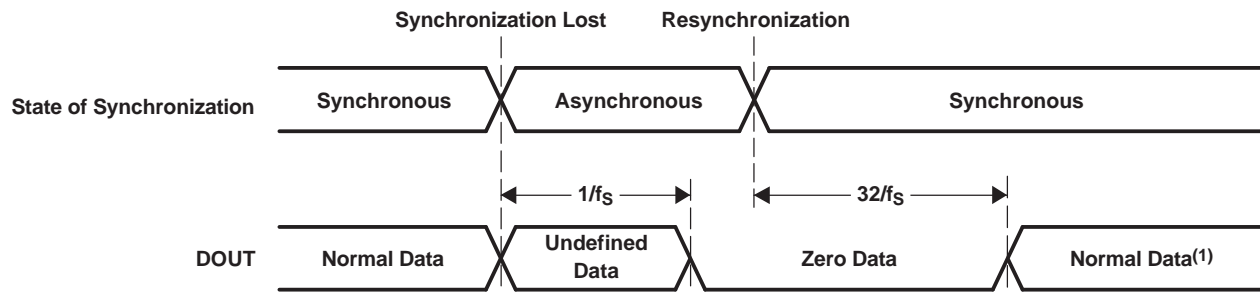 Synchronization Lost
Resynchronization
State of Synchronization
Synchronous
Asynchronous
Synchronous
1/fS
32/fS
DOUT
Normal Data
Undefined
Data
Zero Data
Normal Data(1)